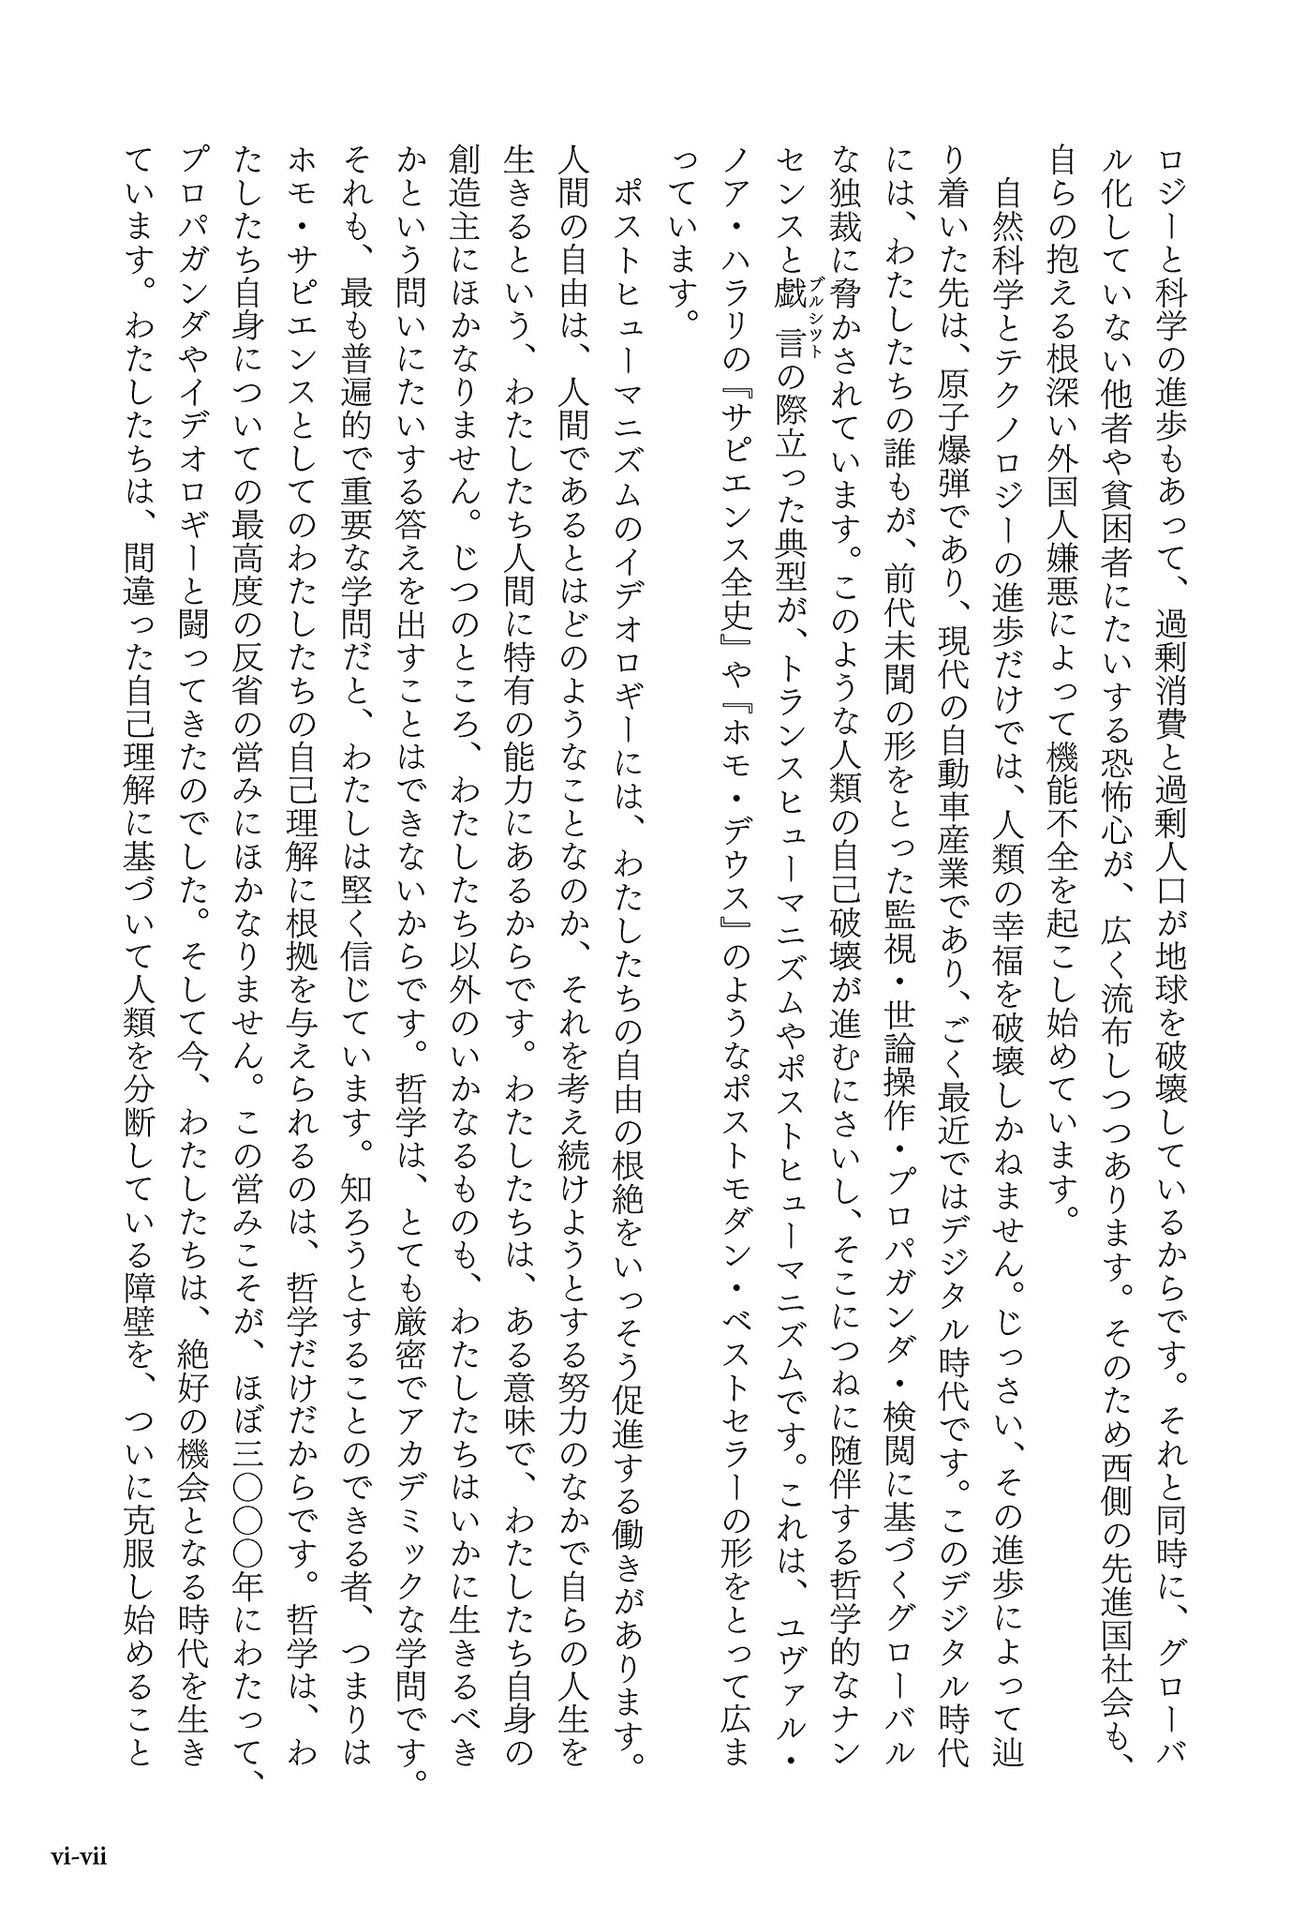 ロジーと科学の進歩もあって、過剰消費と過剰人口が地球を破壊しているからです。それと同時に、グローバ
ル化していない他者や貧困者にたいする恐怖心が、広く流布しつつあります。そのため西側の先進国社会も、
自らの抱える根深い外国人嫌悪によって機能不全を起こし始めています。
自然科学とテクノロジーの進歩だけでは、人類の幸福を破壊しかねません。じっさい、その進歩によって辿
り着いた先は、原子爆弾であり、現代の自動車産業であり、ごく最近ではデジタル時代です。このデジタル時代
には、わたしたちの誰もが、前代未聞の形をとった監視・世論操作・プロパガンダ・検閲に基づくグローバル
な独裁に脅かされています。このような人類の自己破壊が進むにさいし、そこにつねに随伴する哲学的なナン
センスと戯言ブルシットの際立った典型が、トランスヒューマニズムやポストヒューマニズムです。これは、ユヴァル・
ノア・ハラリの『サピエンス全史』や『ホモ・デウス』のようなポストモダン・ベストセラーの形をとって広ま
っています。
ポストヒューマニズムのイデオロギーには、わたしたちの自由の根絶をいっそう促進する働きがあります。
人間の自由は、人間であるとはどのようなことなのか、それを考え続けようとする努力のなかで自らの人生を
生きるという、わたしたち人間に特有の能力にあるからです。わたしたちは、ある意味で、わたしたち自身の
創造主にほかなりません。じつのところ、わたしたち以外のいかなるものも、わたしたちはいかに生きるべき
かという問いにたいする答えを出すことはできないからです。哲学は、とても厳密でアカデミックな学問です。
それも、最も普遍的で重要な学問だと、わたしは堅く信じています。知ろうとすることのできる者、つまりは
ホモ・サピエンスとしてのわたしたちの自己理解に根拠を与えられるのは、哲学だけだからです。哲学は、わ
たしたち自身についての最高度の反省の営みにほかなりません。この営みこそが、ほぼ三〇〇〇年にわたって、
プロパガンダやイデオロギーと闘ってきたのでした。そして今、わたしたちは、絶好の機会となる時代を生き
ています。わたしたちは、間違った自己理解に基づいて人類を分断している障壁を、ついに克服し始めること
vi-vii